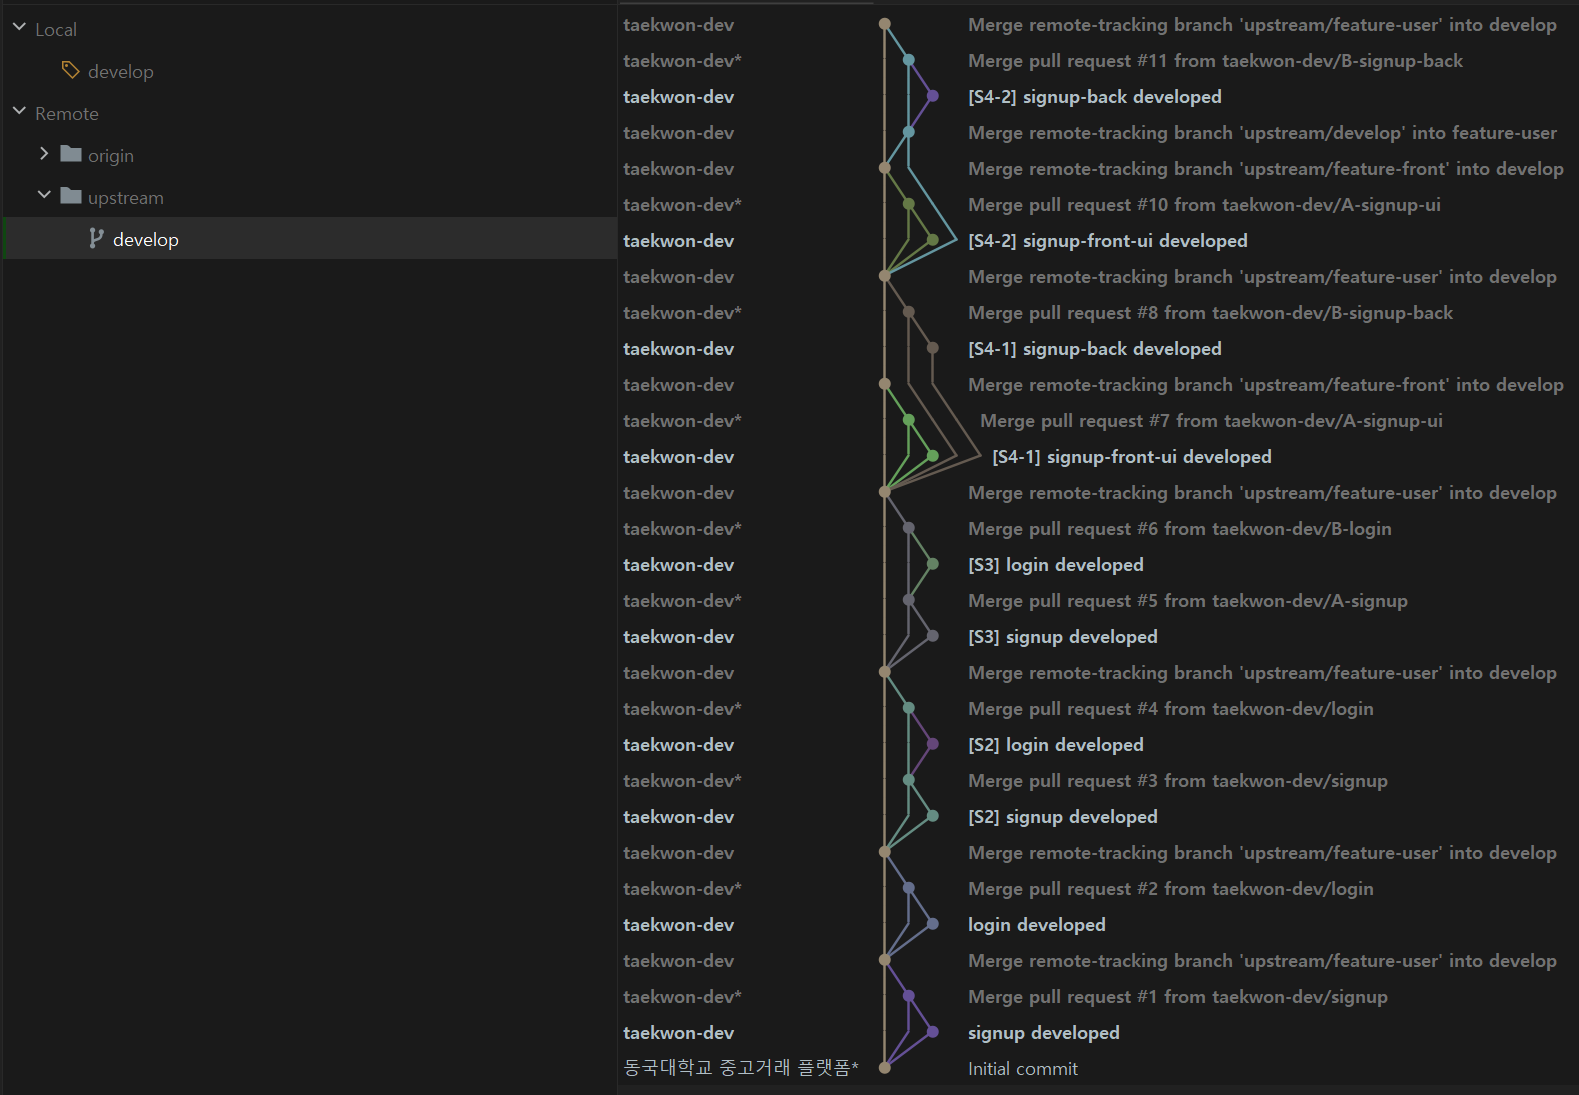 Local
develop
Remote
origin
upstream
develop
taekwon-dev Merge remote-tracking branch 'upstream/feature-user' into develop
taekwon-dev* Merge pull request #11 from taekwon-dev/B-signup-back
taekwon-dev [S4-2] signup-back developed
taekwon-dev Merge remote-tracking branch 'upstream/develop' into feature-user
taekwon-dev Merge remote-tracking branch 'upstream/feature-front' into develop
taekwon-dev* Merge pull request #10 from taekwon-dev/A-signup-ui
taekwon-dev [S4-2] signup-front-ui developed
taekwon-dev Merge remote-tracking branch 'upstream/feature-user' into develop
taekwon-dev* Merge pull request #8 from taekwon-dev/B-signup-back
taekwon-dev [S4-1] signup-back developed
taekwon-dev Merge remote-tracking branch 'upstream/feature-front' into develop
taekwon-dev* Merge pull request #7 from taekwon-dev/A-signup-ui
taekwon-dev [S4-1] signup-front-ui developed
taekwon-dev Merge remote-tracking branch 'upstream/feature-user' into develop
taekwon-dev* Merge pull request #6 from taekwon-dev/B-login
taekwon-dev [S3] login developed
taekwon-dev* Merge pull request #5 from taekwon-dev/A-signup
taekwon-dev [S3] signup developed
taekwon-dev Merge remote-tracking branch 'upstream/feature-user' into develop
taekwon-dev* Merge pull request #4 from taekwon-dev/login
taekwon-dev [S2] login developed
taekwon-dev* Merge pull request #3 from taekwon-dev/signup
taekwon-dev [S2] signup developed
taekwon-dev Merge remote-tracking branch 'upstream/feature-user' into develop
taekwon-dev* Merge pull request #2 from taekwon-dev/login
taekwon-dev login developed
taekwon-dev Merge remote-tracking branch 'upstream/feature-user' into develop
taekwon-dev* Merge pull request #1 from taekwon-dev/signup
taekwon-dev signup developed
동국대학교 중고거래 플랫폼* Initial commit